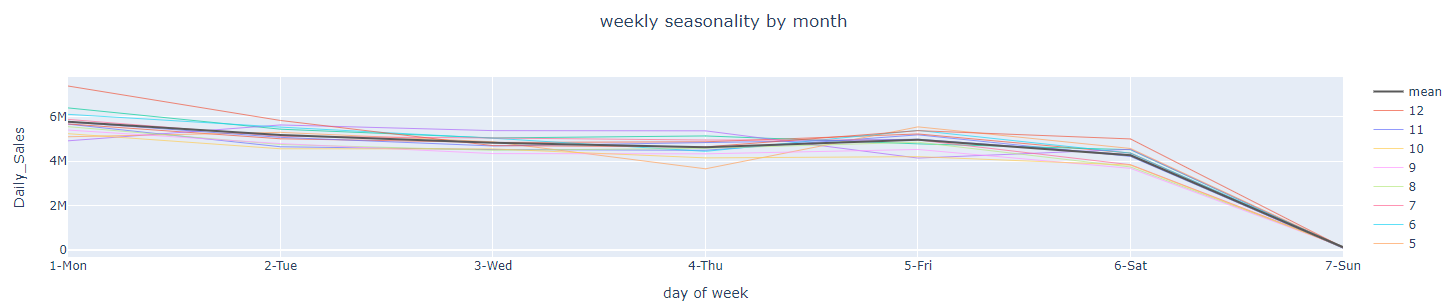 weekly seasonality by month
Daily_Sales
6M
4M
2M
0
1-Mon 2-Tue 3-Wed 4-Thu 5-Fri 6-Sat 7-Sun
day of week
mean
12
11
10
9
8
7
6
5